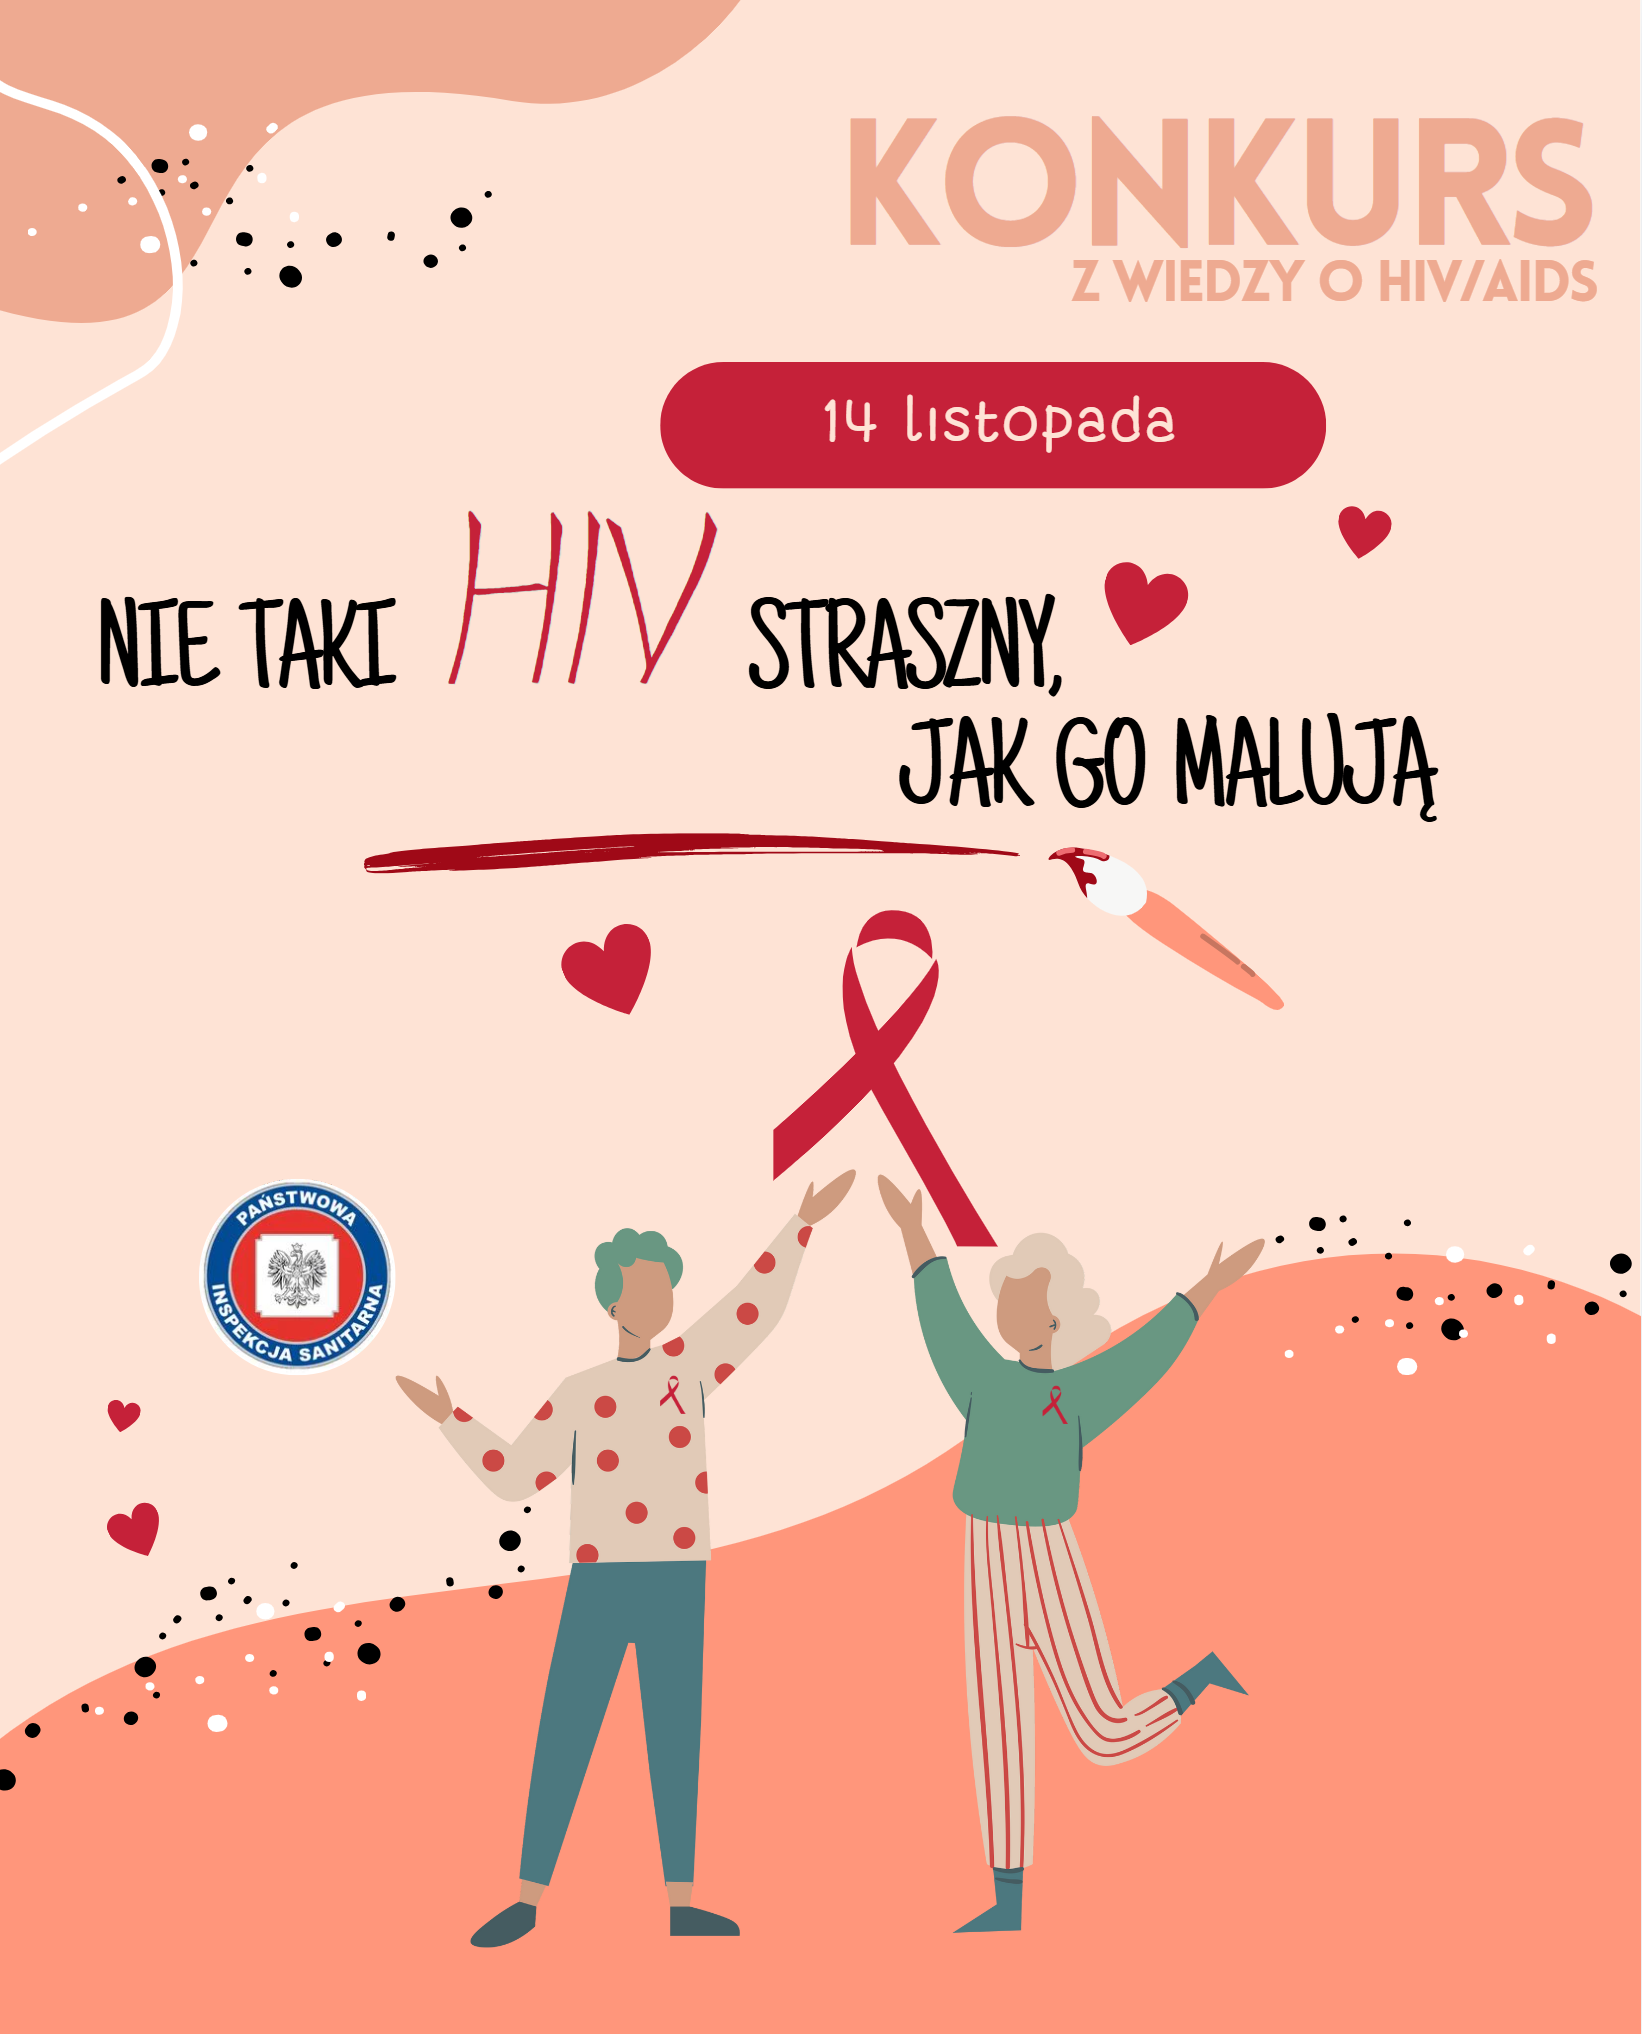 KONKURS
Z WIEDZY O HIV/AIDS
14 listopada
NIE TAKI HIV STRASZNY,
JAK GO MALUJĄ
PAŃSTWOWA
INSPEKCJA SANITARNA